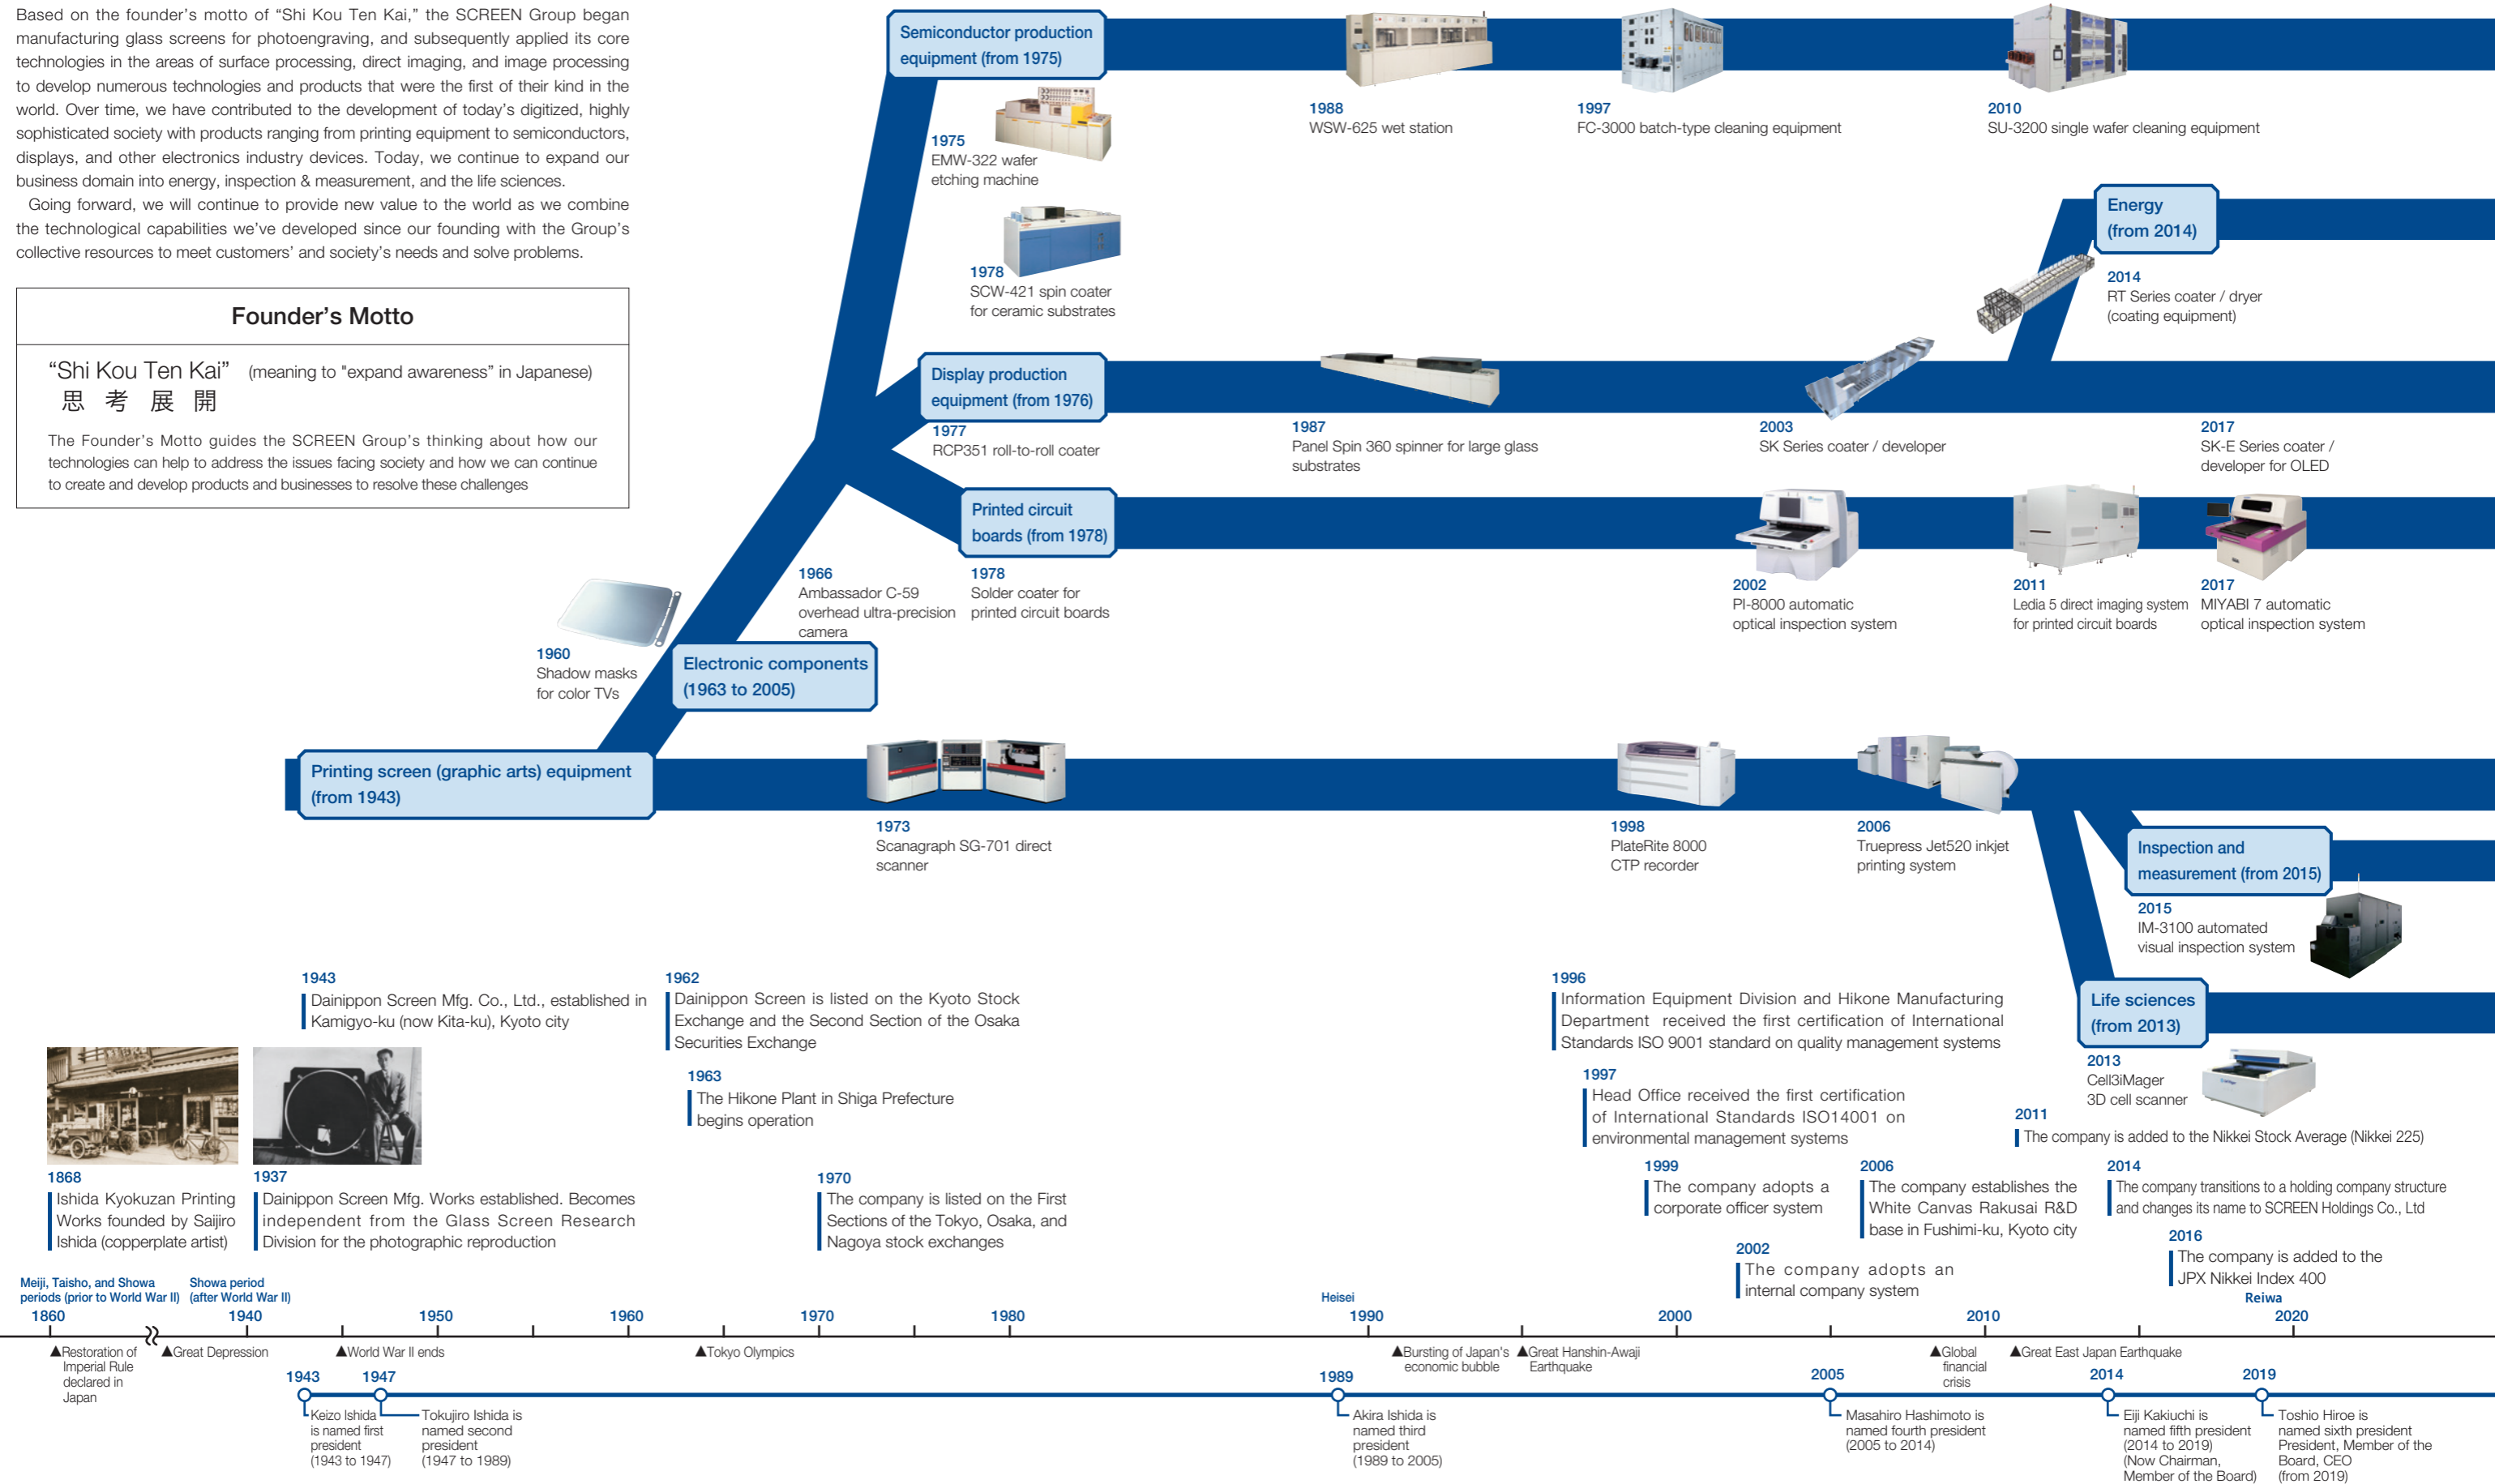 Based on the founder's motto of “Shi Kou Ten Kai,” the SCREEN Group began
manufacturing glass screens for photoengraving, and subsequently applied its core
technologies in the areas of surface processing, direct imaging, and image processing
to develop numerous technologies and products that were the first of their kind in the
world. Over time, we have contributed to the development of today's digitized, highly
sophisticated society with products ranging from printing equipment to semiconductors,
displays, and other electronics industry devices. Today, we continue to expand our
business domain into energy, inspection & measurement, and the life sciences.
Going forward, we will continue to provide new value to the world as we combine
the technological capabilities we've developed since our founding with the Group's
collective resources to meet customers' and society's needs and solve problems.
Founder's Motto
“Shi Kou Ten Kai” (meaning to "expand awareness” in Japanese)
思 考 展 開
The Founder's Motto guides the SCREEN Group's thinking about how our
technologies can help to address the issues facing society and how we can continue
to create and develop products and businesses to resolve these challenges
Semiconductor production
equipment (from 1975)
1975
EMW-322 wafer
etching machine
1978
SCW-421 spin coater
for ceramic substrates
1988
WSW-625 wet station
1997
FC-3000 batch-type cleaning equipment
2010
SU-3200 single wafer cleaning equipment
Energy
(from 2014)
2014
RT Series coater / dryer
(coating equipment)
Display production
equipment (from 1976)
1977
RCP351 roll-to-roll coater
1987
Panel Spin 360 spinner for large glass
substrates
2003
SK Series coater / developer
2017
SK-E Series coater /
developer for OLED
Printed circuit
boards (from 1978)
1978
Solder coater for
printed circuit boards
2002
PI-8000 automatic
optical inspection system
2011
Ledia 5 direct imaging system
for printed circuit boards
2017
MIYABI 7 automatic
optical inspection system
1966
Ambassador C-59
overhead ultra-precision
camera
1960
Shadow masks
for color TVs
Electronic components
(1963 to 2005)
Printing screen (graphic arts) equipment
(from 1943)
1973
Scanagraph SG-701 direct
scanner
1998
PlateRite 8000
CTP recorder
2006
Truepress Jet520 inkjet
printing system
Inspection and
measurement (from 2015)
2015
IM-3100 automated
visual inspection system
Life sciences
(from 2013)
2013
Cell3iMager
3D cell scanner
1943
Dainippon Screen Mfg. Co., Ltd., established in
Kamigyo-ku (now Kita-ku), Kyoto city
1962
Dainippon Screen is listed on the Kyoto Stock
Exchange and the Second Section of the Osaka
Securities Exchange
1963
The Hikone Plant in Shiga Prefecture
begins operation
1996
Information Equipment Division and Hikone Manufacturing
Department received the first certification of International
Standards ISO 9001 standard on quality management systems
1997
Head Office received the first certification
of International Standards ISO14001 on
environmental management systems
2011
The company is added to the Nikkei Stock Average (Nikkei 225)
1868
Ishida Kyokuzan Printing
Works founded by Saijiro
Ishida (copperplate artist)
1937
Dainippon Screen Mfg. Works established. Becomes
independent from the Glass Screen Research
Division for the photographic reproduction
1970
The company is listed on the First
Sections of the Tokyo, Osaka, and
Nagoya stock exchanges
1999
The company adopts a
corporate officer system
2006
The company establishes the
White Canvas Rakusai R&D
base in Fushimi-ku, Kyoto city
2014
The company transitions to a holding company structure
and changes its name to SCREEN Holdings Co., Ltd
2002
The company adopts an
internal company system
2016
The company is added to the
JPX Nikkei Index 400
Meiji, Taisho, and Showa
periods (prior to World War II)
Showa period
(after World War II)
Heisei
Reiwa
1860 1940 1950 1960 1970 1980 1990 2000 2010 2020
▲Restoration of
Imperial Rule
declared in
Japan
▲Great Depression
▲World War II ends
▲Tokyo Olympics
▲Bursting of Japan's
economic bubble
▲Great Hanshin-Awaji
Earthquake
▲Global
financial
crisis
▲Great East Japan Earthquake
1943
Keizo Ishida
is named first
president
(1943 to 1947)
1947
Tokujiro Ishida is
named second
president
(1947 to 1989)
1989
Akira Ishida is
named third
president
(1989 to 2005)
2005
Masahiro Hashimoto is
named fourth president
(2005 to 2014)
2014
Eiji Kakiuchi is
named fifth president
(2014 to 2019)
(Now Chairman,
Member of the Board)
2019
Toshio Hiroe is
named sixth president
President, Member of the
Board, CEO
(from 2019)